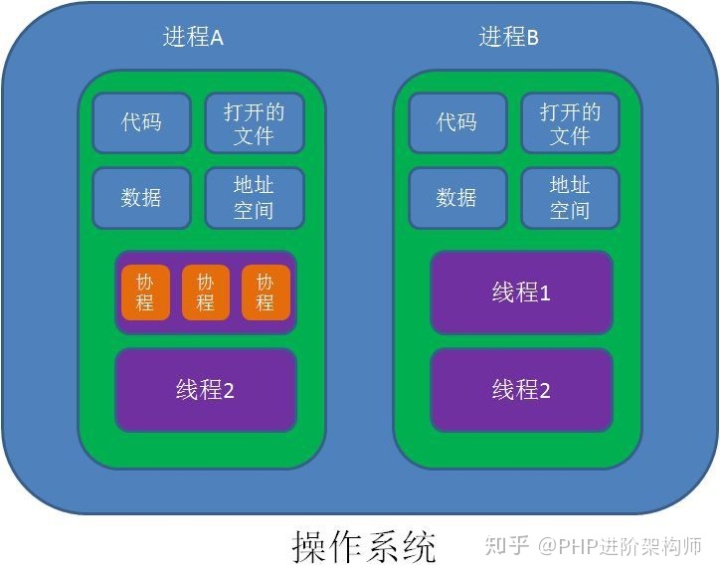 进程A
进程B
代码
打开的
文件
代码
打开的
文件
数据
地址
空间
数据
地址
空间
协
程
协
程
协
程
线程1
线程2
线程2
操作系统
知乎 @PHP进阶架构师